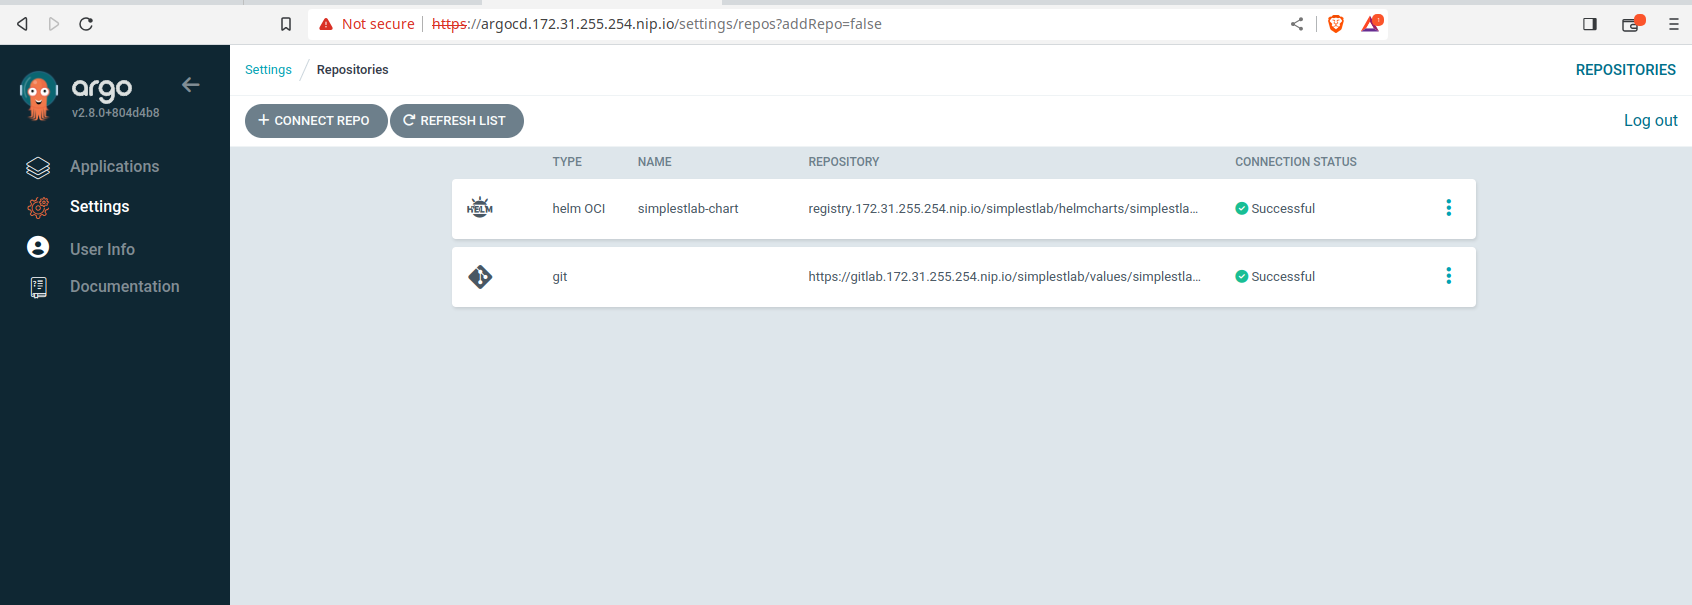 Not secure https://argocd.172.31.255.254.nip.io/settings/repos?addRepo=false
argo
v2.8.0+804d4b8
Applications
Settings
User Info
Documentation
Settings / Repositories
REPOSITORIES
+ CONNECT REPO REFRESH LIST
Log out
TYPE NAME REPOSITORY CONNECTION STATUS
HELM helm OCI simplestlab-chart registry.172.31.255.254.nip.io/simplestlab/helmcharts/simplestla... Successful
git https://gitlab.172.31.255.254.nip.io/simplestlab/values/simplestla... Successful